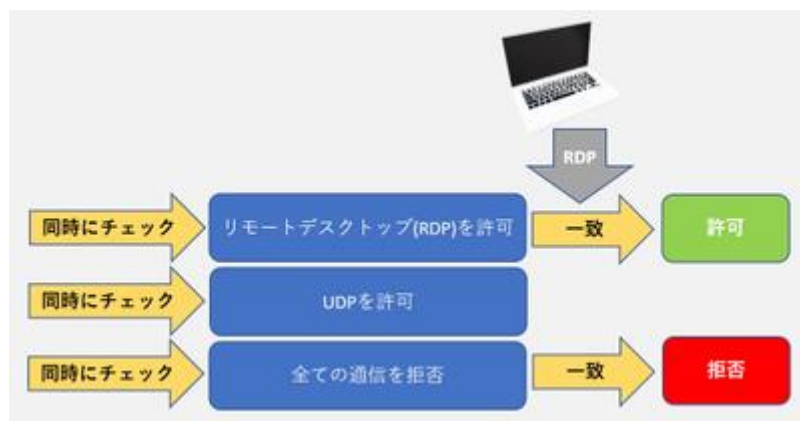 RDP
同時にチェック
リモートデスクトップ(RDP)を許可
一致
許可
同時にチェック
UDPを許可
同時にチェック
全ての通信を拒否
一致
拒否